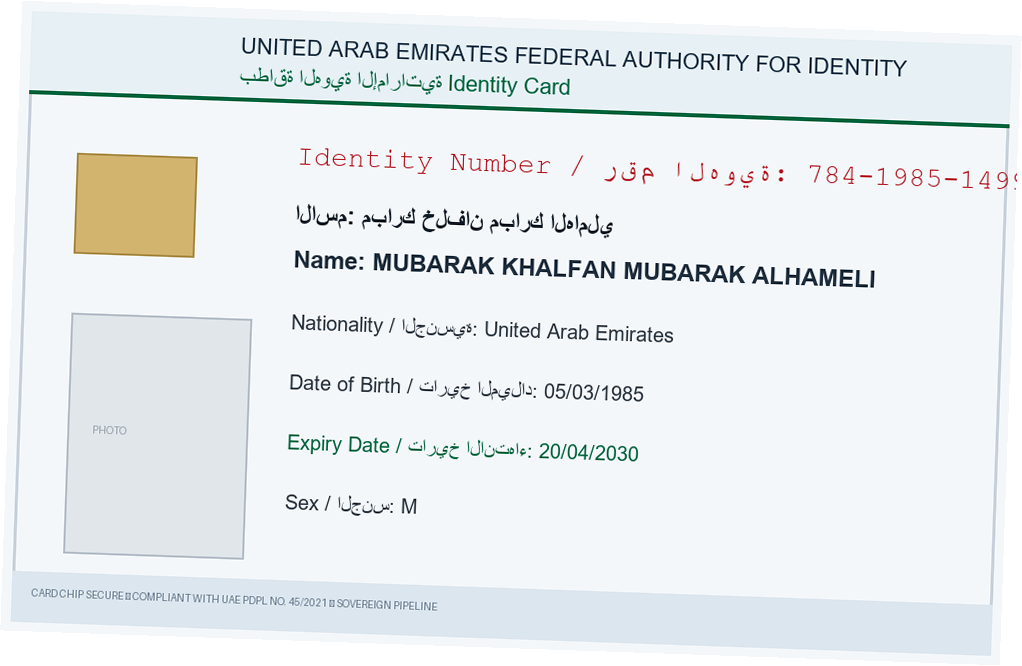 UNITED ARAB EMIRATES FEDERAL AUTHORITY FOR IDENTITY
بطاقة الهوية الإماراتية Identity Card
Identity Number / رقم الهوية: 784-1985-149
الاسم: مبارك خلفان مبارك الهاملي
Name: MUBARAK KHALFAN MUBARAK ALHAMELI
Nationality / الجنسية: United Arab Emirates
Date of Birth / تاريخ الميلاد: 05/03/1985
PHOTO
Expiry Date / تاريخ الانتهاء: 20/04/2030
Sex / الجنس: M
CARD CHIP SECURE COMPLIANT WITH UAE PDPL NO. 45/2021 SOVEREIGN PIPELINE